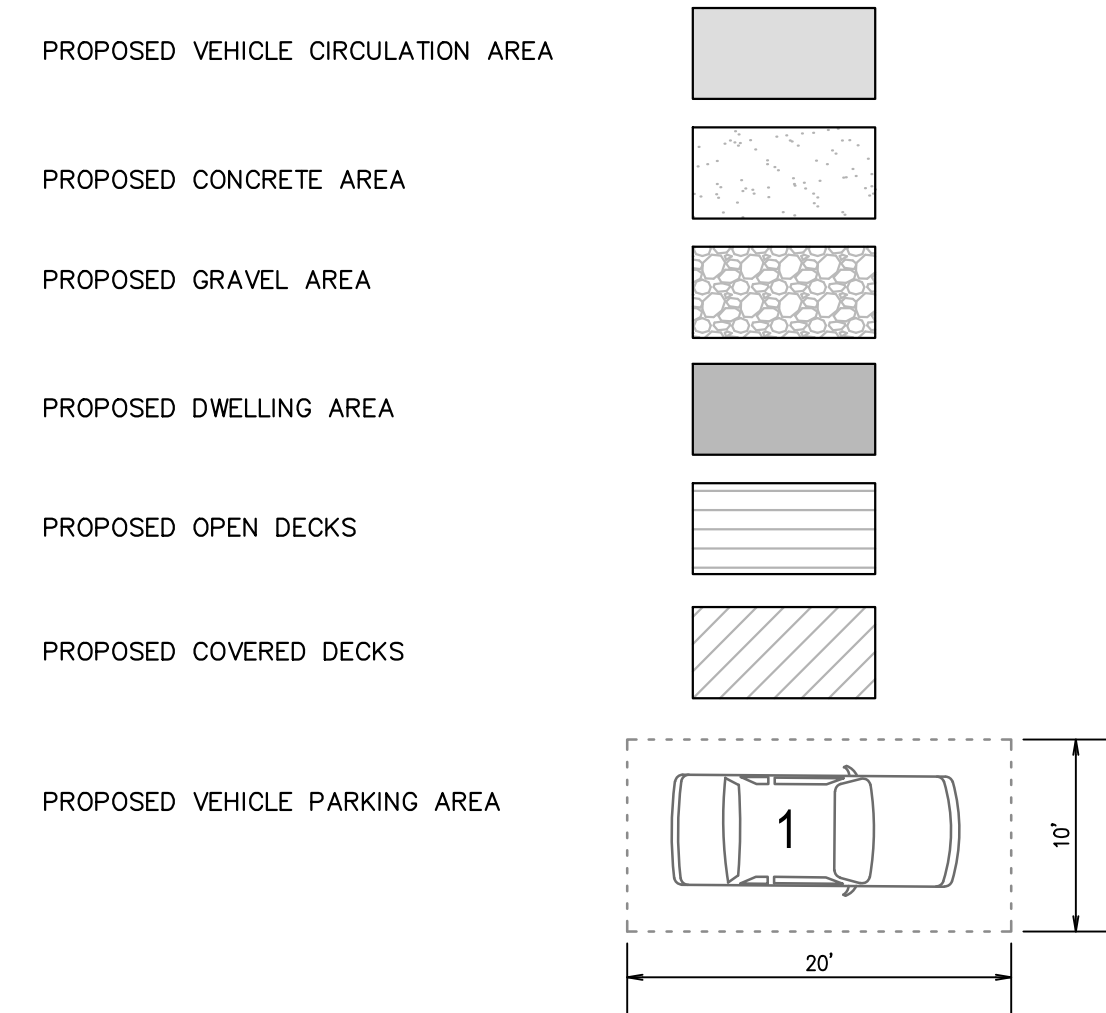 PROPOSED VEHICLE CIRCULATION AREA
PROPOSED CONCRETE AREA
PROPOSED GRAVEL AREA
PROPOSED DWELLING AREA
PROPOSED OPEN DECKS
PROPOSED COVERED DECKS
PROPOSED VEHICLE PARKING AREA
1
10'
20'